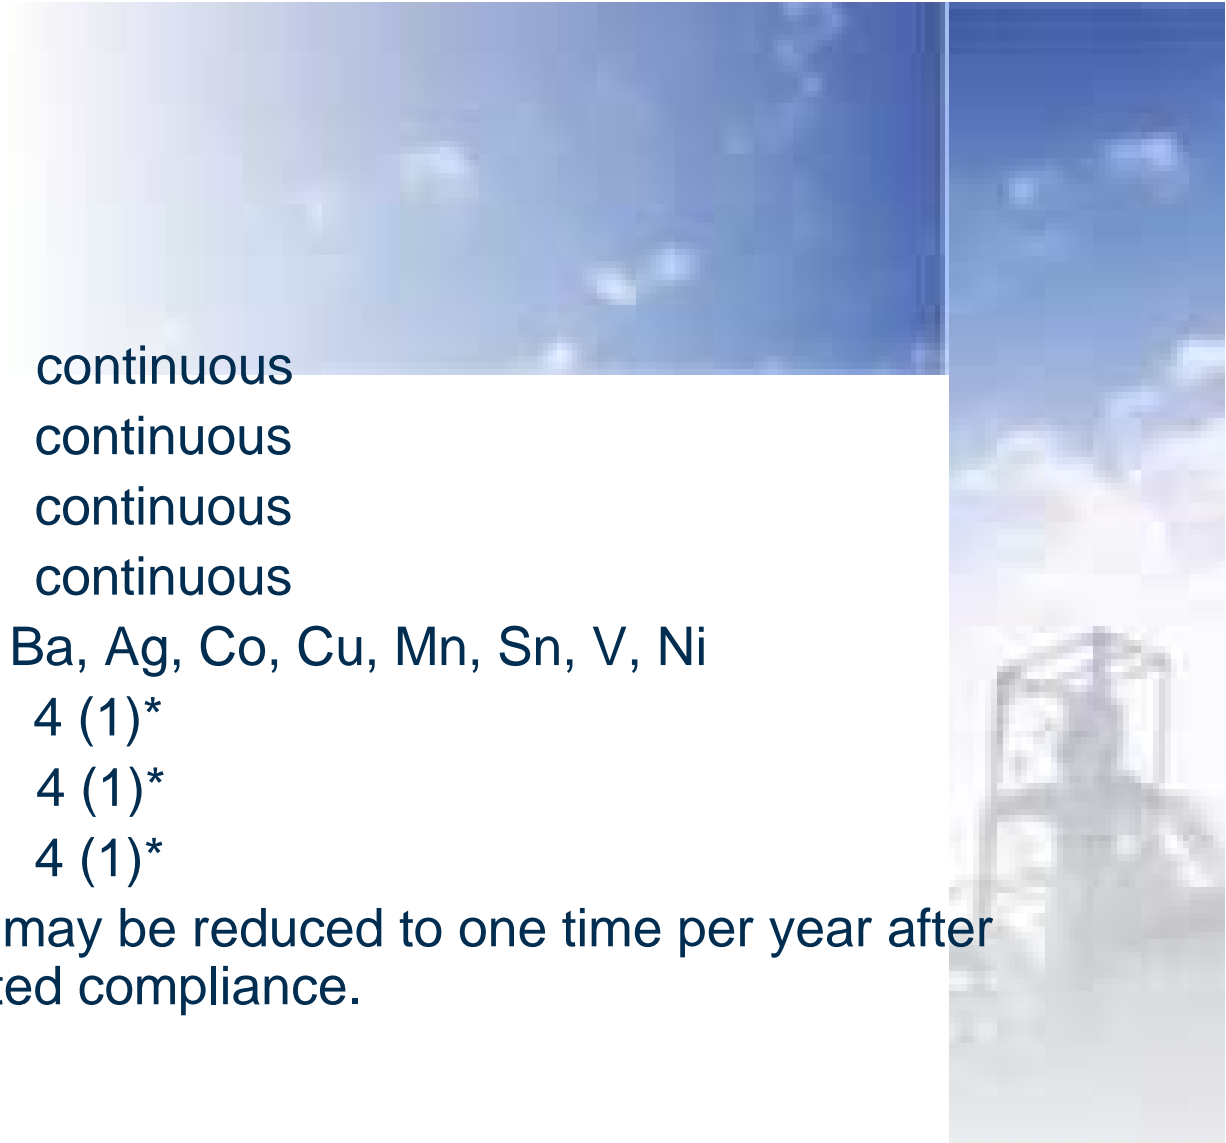 continuous
continuous
continuous
continuous
Ba, Ag, Co, Cu, Mn, Sn, V, Ni
4 (1)*
4 (1)*
4 (1)*
may be reduced to one time per year after
compliance.